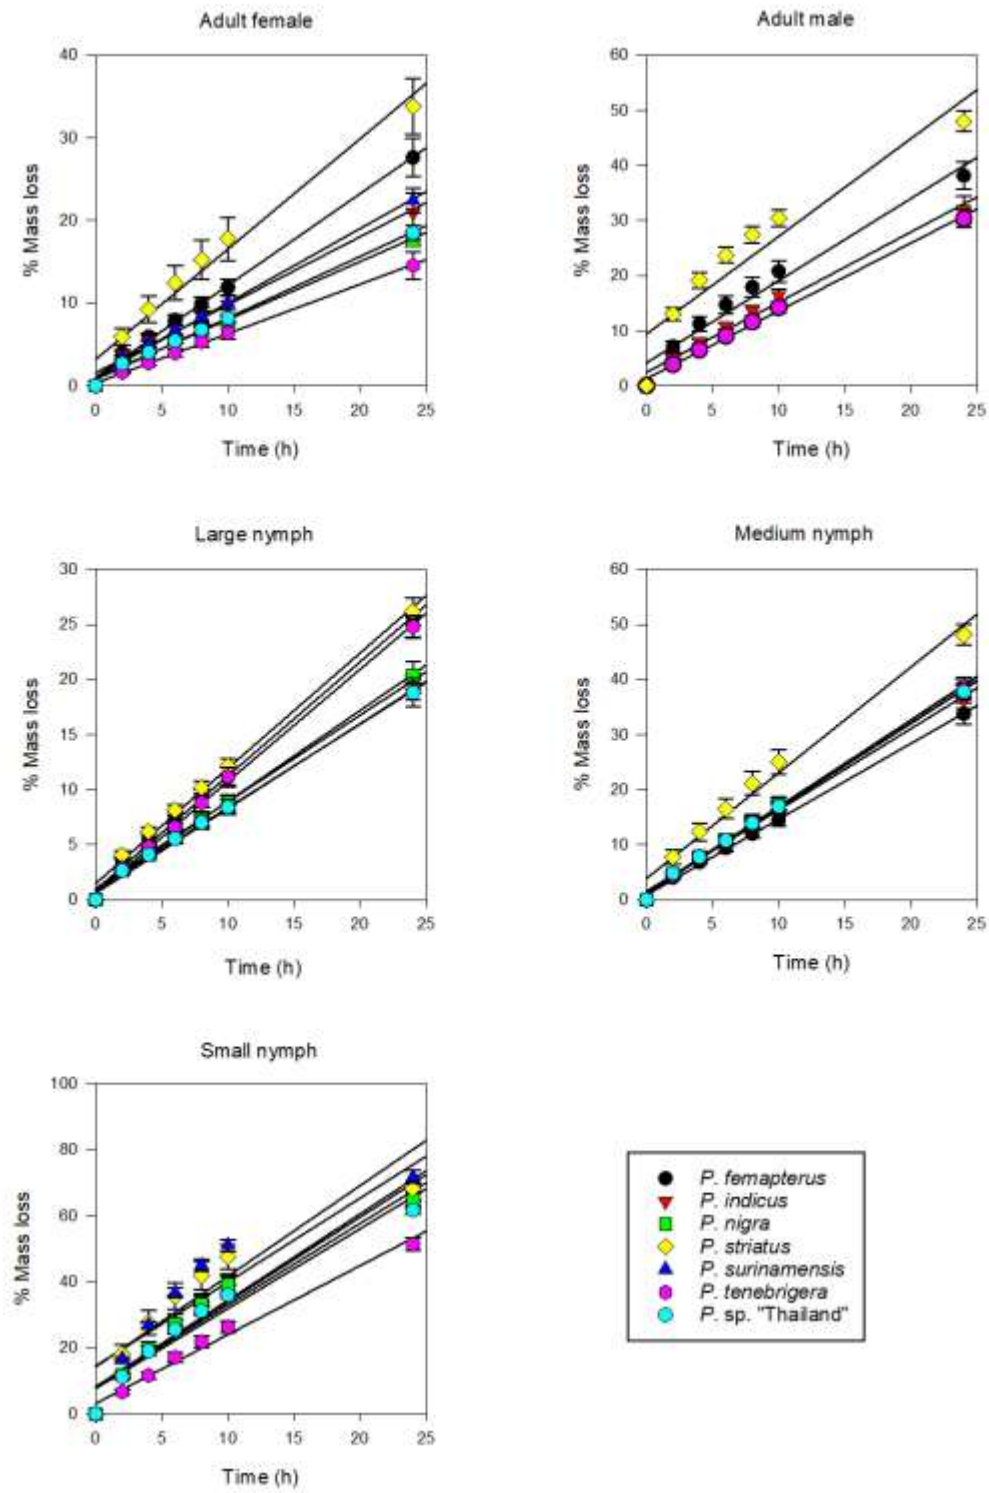 Adult female
Adult male
40
30
20
10
0
% Mass loss
0 5 10 15 20 25
Time (h)
60
50
40
30
20
10
0
% Mass loss
0 5 10 15 20 25
Time (h)
Large nymph
Medium nymph
30
25
20
15
10
5
0
% Mass loss
0 5 10 15 20 25
Time (h)
60
50
40
30
20
10
0
% Mass loss
0 5 10 15 20 25
Time (h)
Small nymph
100
80
60
40
20
0
% Mass loss
0 5 10 15 20 25
Time (h)
P. femapterus
P. indicus
P. nigra
P. striatus
P. surinamensis
P. tenebrigera
P. sp. "Thailand"